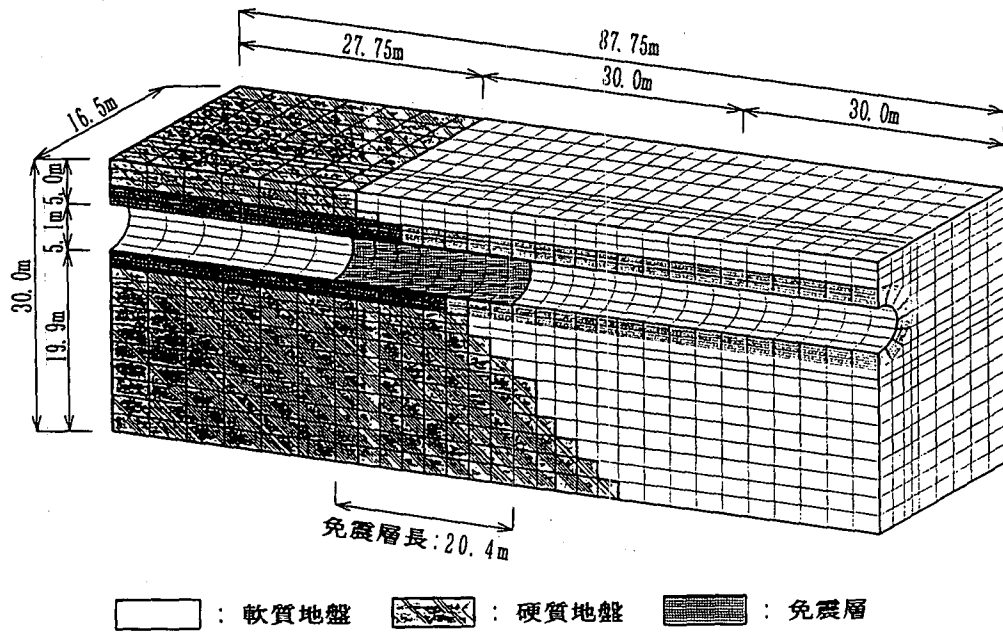 87.75m
27.75m
30.0m
30.0m
16.5m
5.0m
5.1m
30.0m
19.9m
免震層長:20.4m
: 軟質地盤 : 硬質地盤 : 免震層